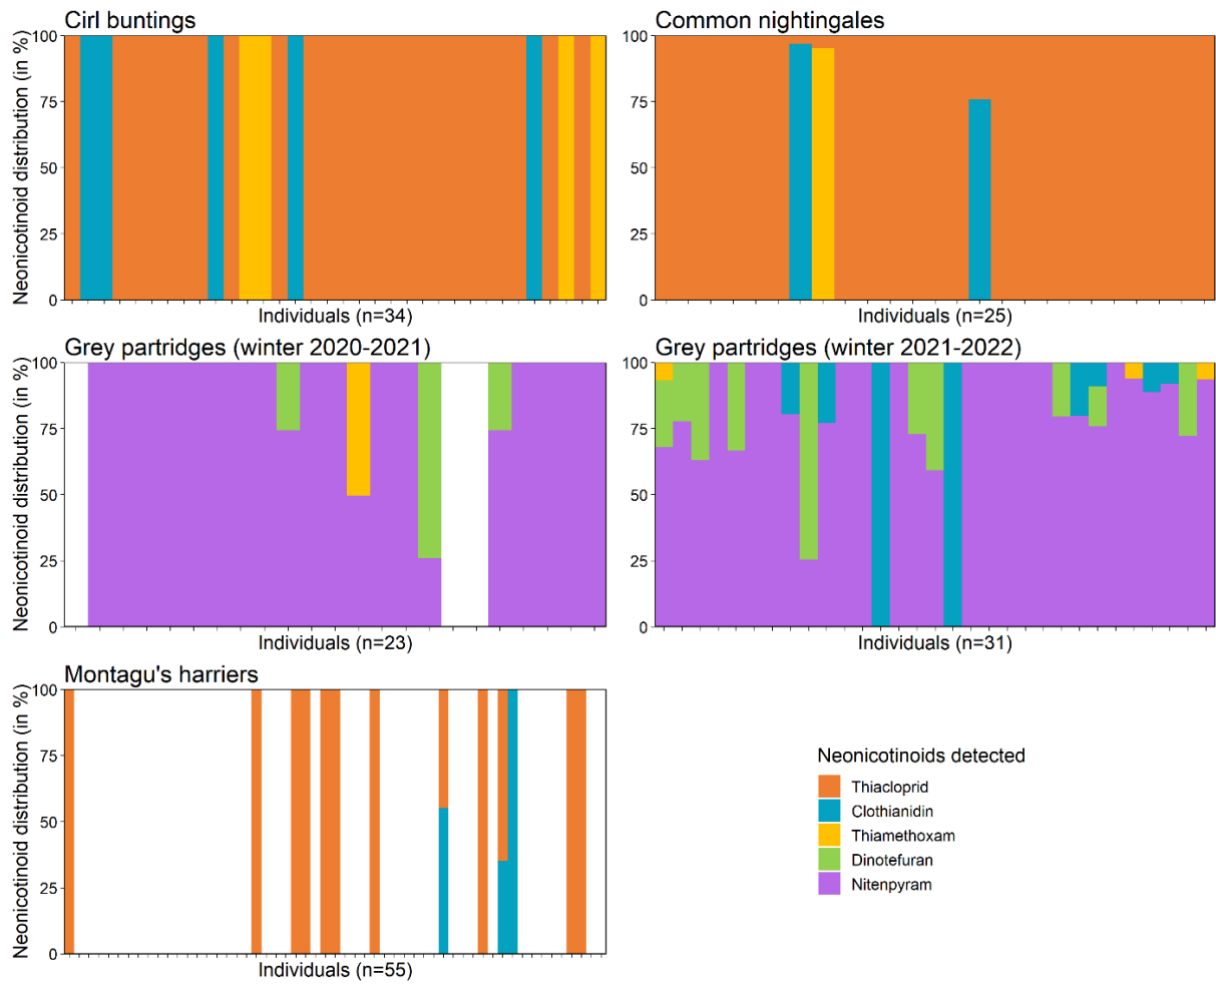 Cirl buntings
Neonicotinoid distribution (in %)
100
75
50
25
0
Individuals (n=34)
Common nightingales
100
75
50
25
0
Individuals (n=25)
Grey partridges (winter 2020-2021)
Neonicotinoid distribution (in %)
100
75
50
25
0
Individuals (n=23)
Grey partridges (winter 2021-2022)
100
75
50
25
0
Individuals (n=31)
Montagu's harriers
Neonicotinoid distribution (in %)
100
75
50
25
0
Individuals (n=55)
Neonicotinoids detected
Thiacloprid
Clothianidin
Thiamethoxam
Dinotefuran
Nitenpyram